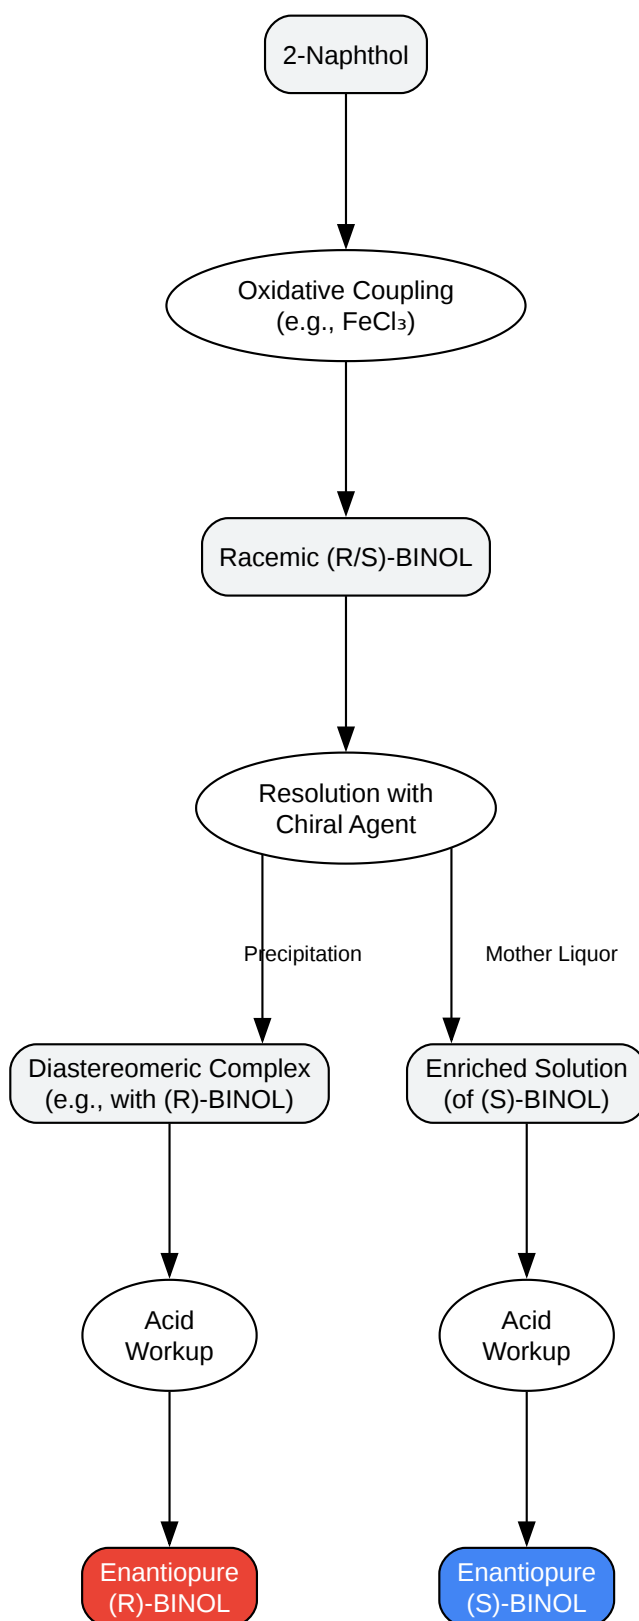 2-Naphthol
Oxidative Coupling
(e.g., FeCl₃)
Racemic (R/S)-BINOL
Resolution with
Chiral Agent
Precipitation
Mother Liquor
Diastereomeric Complex
(e.g., with (R)-BINOL)
Enriched Solution
(of (S)-BINOL)
Acid
Workup
Acid
Workup
Enantiopure
(R)-BINOL
Enantiopure
(S)-BINOL